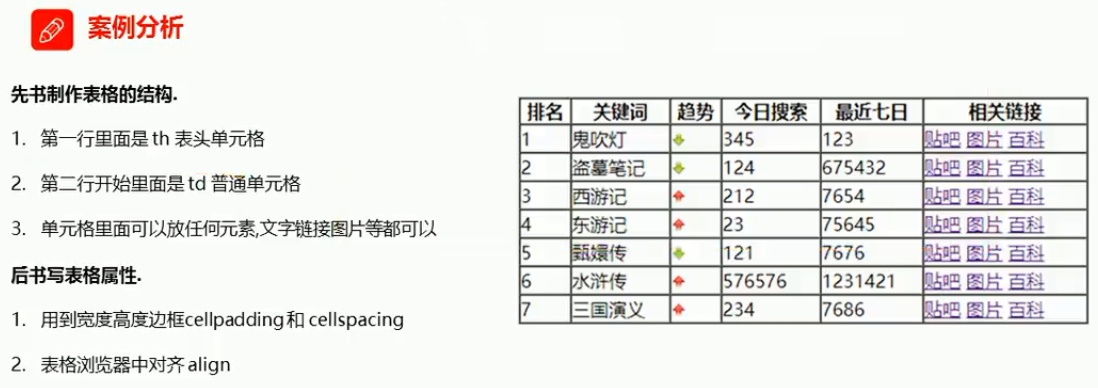 案例分析
先书制作表格的结构.
1. 第一行里面是 th 表头单元格
2. 第二行开始里面是 td 普通单元格
3. 单元格里面可以放任何元素,文字链接图片等都可以
后书写表格属性.
1. 用到宽度高度边框cellpadding 和 cellspacing
2. 表格浏览器中对齐 align
排名 关键词 趋势 今日搜索 最近七日 相关链接
1 鬼吹灯 345 123 贴吧 图片 百科
2 盗墓笔记 124 675432 贴吧 图片 百科
3 西游记 212 7654 贴吧 图片 百科
4 东游记 23 75645 贴吧 图片 百科
5 甄嬛传 121 7676 贴吧 图片 百科
6 水浒传 576576 1231421 贴吧 图片 百科
7 三国演义 234 7686 贴吧 图片 百科